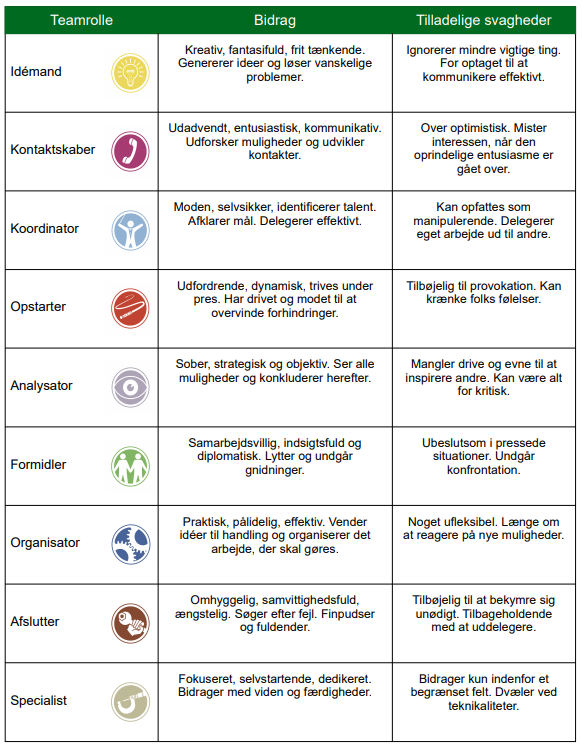 Teamrolle
Bidrag
Tilladelige svagheder
Idémand
Kreativ, fantasifuld, frit tænkende.
Genererer ideer og løser vanskelige
problemer.
Ignorerer mindre vigtige ting.
For optaget til at
kommunikere effektivt.
Kontaktskaber
Udadvendt, entusiastisk, kommunikativ.
Udforsker muligheder og udvikler
kontakter.
Over optimistisk. Mister
interessen, når den
oprindelige entusiasme er
gået over.
Koordinator
Moden, selvsikker, identificerer talent.
Afklarer mål. Delegerer effektivt.
Kan opfattes som
manipulerende. Delegerer
eget arbejde ud til andre.
Opstarter
Udfordrende, dynamisk, trives under
pres. Har drivet og modet til at
overvinde forhindringer.
Tilbøjelig til provokation. Kan
krænke folks følelser.
Analysator
Sober, strategisk og objektiv. Ser alle
muligheder og konkluderer herefter.
Mangler drive og evne til at
inspirere andre. Kan være alt
for kritisk.
Formidler
Samarbejdsvillig, indsigtsfuld og
diplomatisk. Lytter og undgår
gnidninger.
Ubeslutsom i pressede
situationer. Undgår
konfrontation.
Organisator
Praktisk, pålidelig, effektiv. Vender
idéer til handling og organiserer det
arbejde, der skal gøres.
Noget ufleksibel. Længe om
at reagere på nye muligheder.
Afslutter
Omhyggelig, samvittighedsfuld,
ængstelig. Søger efter fejl. Finpudser
og fuldender.
Tilbøjelig til at bekymre sig
unødigt. Tilbageholdende
med at uddelegere.
Specialist
Fokuseret, selvstartende, dedikeret.
Bidrager med viden og færdigheder.
Bidrager kun indenfor et
begrænset felt. Dvæler ved
teknikaliteter.